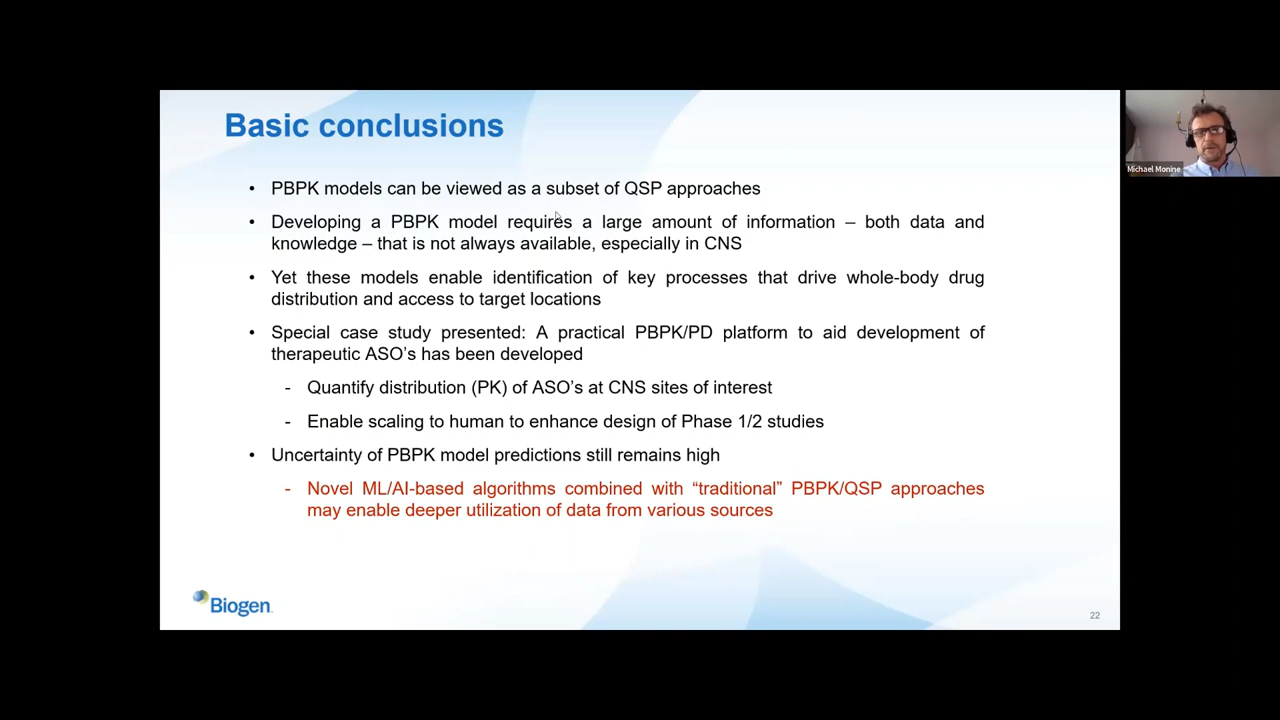 Basic conclusions
• PBPK models can be viewed as a subset of QSP approaches
• Developing a PBPK model requires a large amount of information – both data and
knowledge – that is not always available, especially in CNS
• Yet these models enable identification of key processes that drive whole-body drug
distribution and access to target locations
• Special case study presented: A practical PBPK/PD platform to aid development of
therapeutic ASO’s has been developed
- Quantify distribution (PK) of ASO’s at CNS sites of interest
- Enable scaling to human to enhance design of Phase 1/2 studies
• Uncertainty of PBPK model predictions still remains high
- Novel ML/AI-based algorithms combined with “traditional” PBPK/QSP approaches
may enable deeper utilization of data from various sources
Biogen
22
Michael Monine